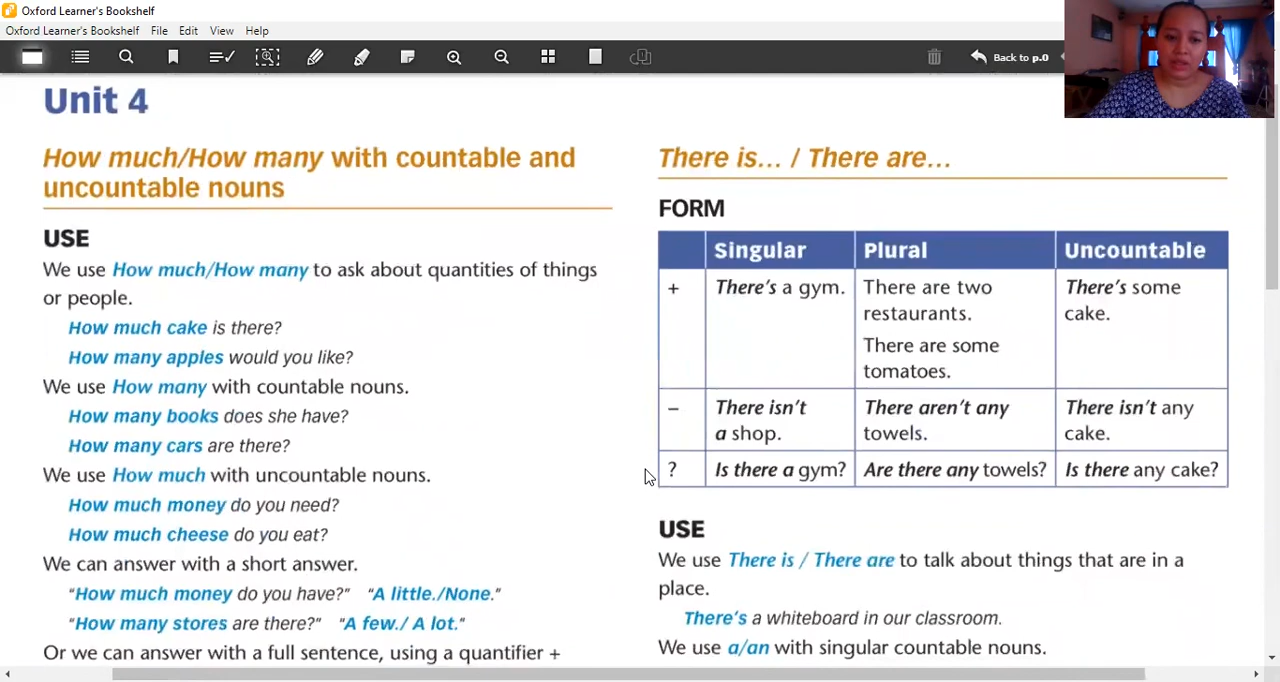 Oxford Learner's Bookshelf
Oxford Learner's Bookshelf File Edit View Help
Back to p.0
Unit 4
How much/How many with countable and
uncountable nouns
USE
We use How much/How many to ask about quantities of things
or people.
How much cake is there?
How many apples would you like?
We use How many with countable nouns.
How many books does she have?
How many cars are there?
We use How much with uncountable nouns.
How much money do you need?
How much cheese do you eat?
We can answer with a short answer.
"How much money do you have?" "A little./None."
"How many stores are there?" "A few./ A lot."
Or we can answer with a full sentence, using a quantifier +
There is… / There are…
FORM
Singular Plural Uncountable
+ There's a gym. There are two restaurants. There are some tomatoes. There's some cake.
– There isn't a shop. There aren't any towels. There isn't any cake.
? Is there a gym? Are there any towels? Is there any cake?
USE
We use There is / There are to talk about things that are in a
place.
There's a whiteboard in our classroom.
We use a/an with singular countable nouns.